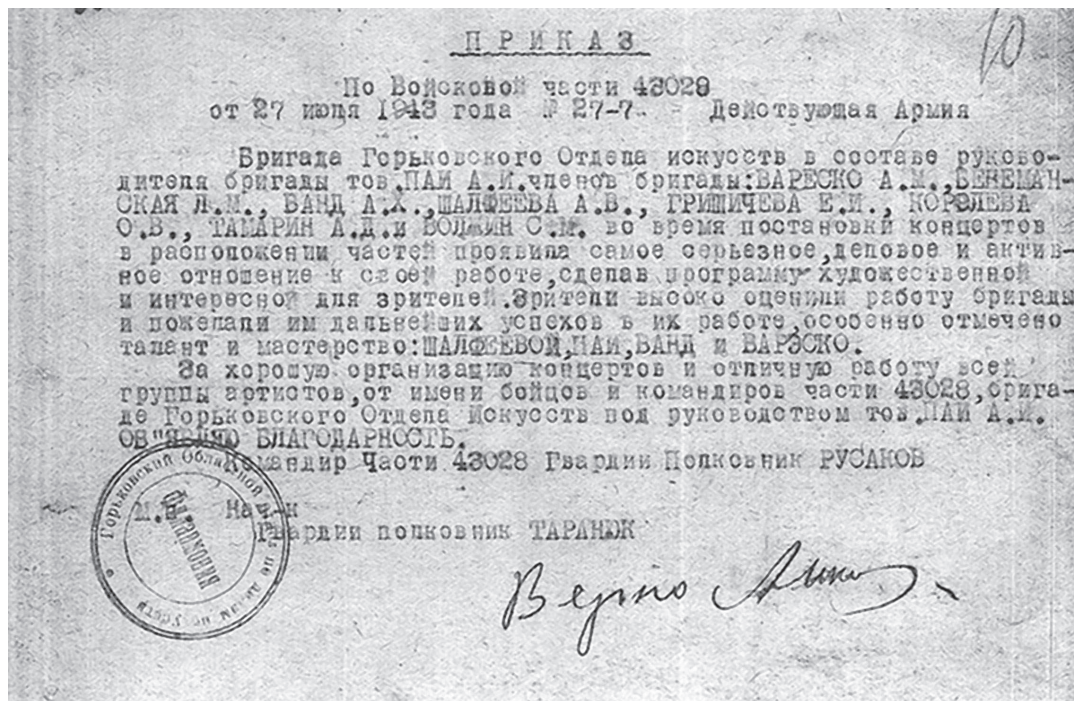 10
ПРИКАЗ
По Войсковой части 43028
от 27 июля 1943 года № 27-7. Действующая Армия
Бригада Горьковского Отдела искусств в составе руково-
дителя бригады тов.ПАИ А.И.членов бригады:ВАРЕСКО А.М.,ВЕНЕМАН-
СКАЯ Л.М., ВАНД А.Х.,ШАЛФЕЕВА А.В., ГРИШИЧЕВА Е.И., КОРОЛЕВА
О.В., ТАМАРИН А.Д.и ВОЛЖИН С.М. во время постановки концертов
в расположении частей проявила самое серьезное,деловое и актив-
ное отношение к своей работе,сделав программу художественной
и интересной для зрителей.Зрители высоко оценили работу бригады
и пожелали им дальнейших успехов в их работе,особенно отмечено
талант и мастерство:ШАЛФЕЕВОЙ,ПАИ,ВАНД и ВАРЭСКО.
За хорошую организацию концертов и отличную работу всей
группы артистов,от имени бойцов и командиров части 43028,брига-
де Горьковского Отдела Искусств под руководством тов.ПАИ А.И.
ОБ"ЯВЛЯЮ БЛАГОДАРНОСТЬ.
Командир Части 43028 Гвардии Полковник РУСАКОВ
М.П. Нач-к
Гвардии полковник ТАРАНЮК
Горьковский Областной
Канцелярия
Верно